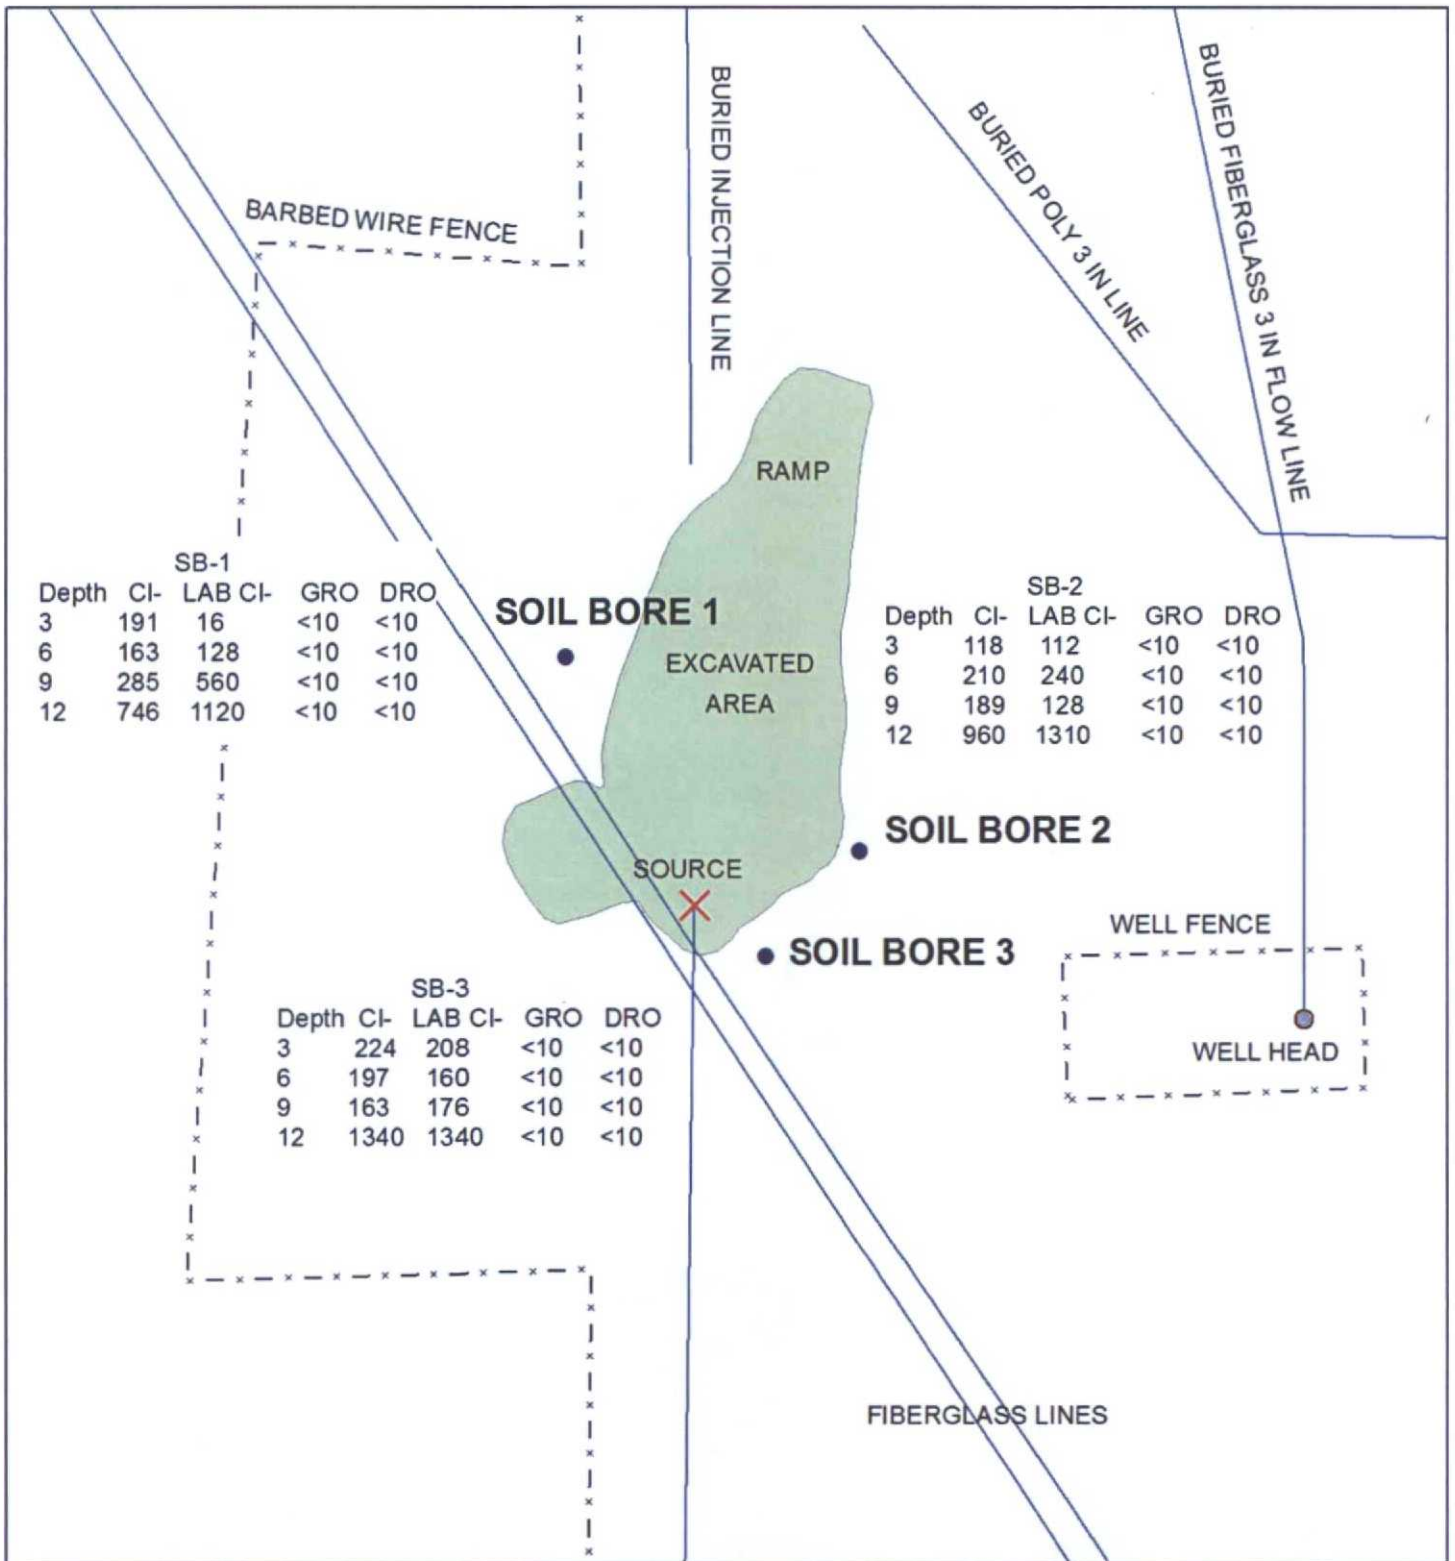 BURIED INJECTION LINE
BURIED POLY 3 IN LINE
BURIED FIBERGLASS 3 IN FLOW LINE
BARBED WIRE FENCE
RAMP
SB-1
Depth Cl- LAB Cl- GRO DRO
3 191 16 <10 <10
6 163 128 <10 <10
9 285 560 <10 <10
12 746 1120 <10 <10
SOIL BORE 1
EXCAVATED
AREA
SB-2
Depth Cl- LAB Cl- GRO DRO
3 118 112 <10 <10
6 210 240 <10 <10
9 189 128 <10 <10
12 960 1310 <10 <10
SOIL BORE 2
SOURCE
SOIL BORE 3
WELL FENCE
WELL HEAD
SB-3
Depth Cl- LAB Cl- GRO DRO
3 224 208 <10 <10
6 197 160 <10 <10
9 163 176 <10 <10
12 1340 1340 <10 <10
FIBERGLASS LINES